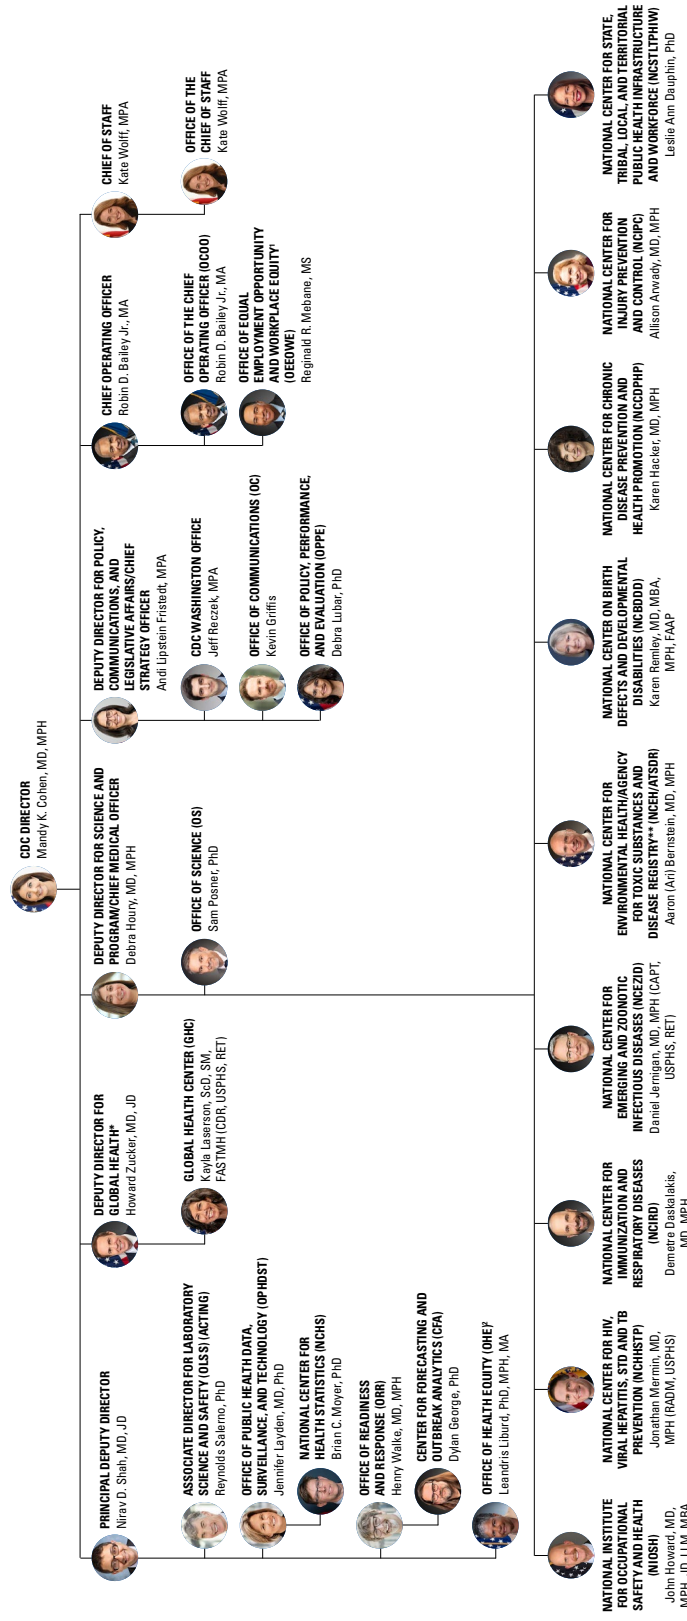 CDC DIRECTOR
Mandy K. Cohen, MD, MPH
PRINCIPAL DEPUTY DIRECTOR
Nirav D. Shah, MD, JD
ASSOCIATE DIRECTOR FOR LABORATORY
SCIENCE AND SAFETY (OLSS) (ACTING)
Reynolds Salerno, PhD
OFFICE OF PUBLIC HEALTH DATA,
SURVEILLANCE, AND TECHNOLOGY (OPHDST)
Jennifer Layden, MD, PhD
NATIONAL CENTER FOR
HEALTH STATISTICS (NCHS)
Brian C. Moyer, PhD
OFFICE OF READINESS
AND RESPONSE (ORR)
Henry Walke, MD, MPH
CENTER FOR FORECASTING AND
OUTBREAK ANALYTICS (CFA)
Dylan George, PhD
OFFICE OF HEALTH EQUITY (OHE)²
Leandris Liburd, PhD, MPH, MA
DEPUTY DIRECTOR FOR
GLOBAL HEALTH*
Howard Zucker, MD, JD
GLOBAL HEALTH CENTER (GHC)
Kayla Laserson, ScD, SM,
FASTMH (CDR, USPHS, RET)
DEPUTY DIRECTOR FOR SCIENCE AND
PROGRAM/CHIEF MEDICAL OFFICER
Debra Houry, MD, MPH
OFFICE OF SCIENCE (OS)
Sam Posner, PhD
DEPUTY DIRECTOR FOR POLICY,
COMMUNICATIONS, AND
LEGISLATIVE AFFAIRS/CHIEF
STRATEGY OFFICER
Andi Lipstein Fristedt, MPA
CDC WASHINGTON OFFICE
Jeff Reczek, MPA
OFFICE OF COMMUNICATIONS (OC)
Kevin Griffis
OFFICE OF POLICY, PERFORMANCE,
AND EVALUATION (OPPE)
Debra Lubar, PhD
CHIEF OPERATING OFFICER
Robin D. Bailey Jr., MA
OFFICE OF THE CHIEF
OPERATING OFFICER (OCOO)
Robin D. Bailey Jr., MA
OFFICE OF EQUAL
EMPLOYMENT OPPORTUNITY
AND WORKPLACE EQUITY¹
(OEEOWE)
Reginald R. Mebane, MS
CHIEF OF STAFF
Kate Wolff, MPA
OFFICE OF THE
CHIEF OF STAFF
Kate Wolff, MPA
NATIONAL INSTITUTE
FOR OCCUPATIONAL
SAFETY AND HEALTH
(NIOSH)
John Howard, MD,
MPH, JD, LLM, MBA
NATIONAL CENTER FOR HIV,
VIRAL HEPATITIS, STD AND TB
PREVENTION (NCHHSTP)
Jonathan Mermin, MD,
MPH (RADM, USPHS)
NATIONAL CENTER FOR
IMMUNIZATION AND
RESPIRATORY DISEASES
(NCIRD)
Demetre Daskalakis,
MD, MPH
NATIONAL CENTER FOR
EMERGING AND ZOONOTIC
INFECTIOUS DISEASES (NCEZID)
Daniel Jernigan, MD, MPH (CAPT,
USPHS, RET)
NATIONAL CENTER FOR
ENVIRONMENTAL HEALTH/AGENCY
FOR TOXIC SUBSTANCES AND
DISEASE REGISTRY** (NCEH/ATSDR)
Aaron (Ari) Bernstein, MD, MPH
NATIONAL CENTER ON BIRTH
DEFECTS AND DEVELOPMENTAL
DISABILITIES (NCBDDD)
Karen Remley, MD, MBA,
MPH, FAAP
NATIONAL CENTER FOR CHRONIC
DISEASE PREVENTION AND
HEALTH PROMOTION (NCCDPHP)
Karen Hacker, MD, MPH
NATIONAL CENTER FOR
INJURY PREVENTION
AND CONTROL (NCIPC)
Allison Arwady, MD, MPH
NATIONAL CENTER FOR STATE,
TRIBAL, LOCAL, AND TERRITORIAL
PUBLIC HEALTH INFRASTRUCTURE
AND WORKFORCE (NCSTLTPHIW)
Leslie Ann Dauphin, PhD